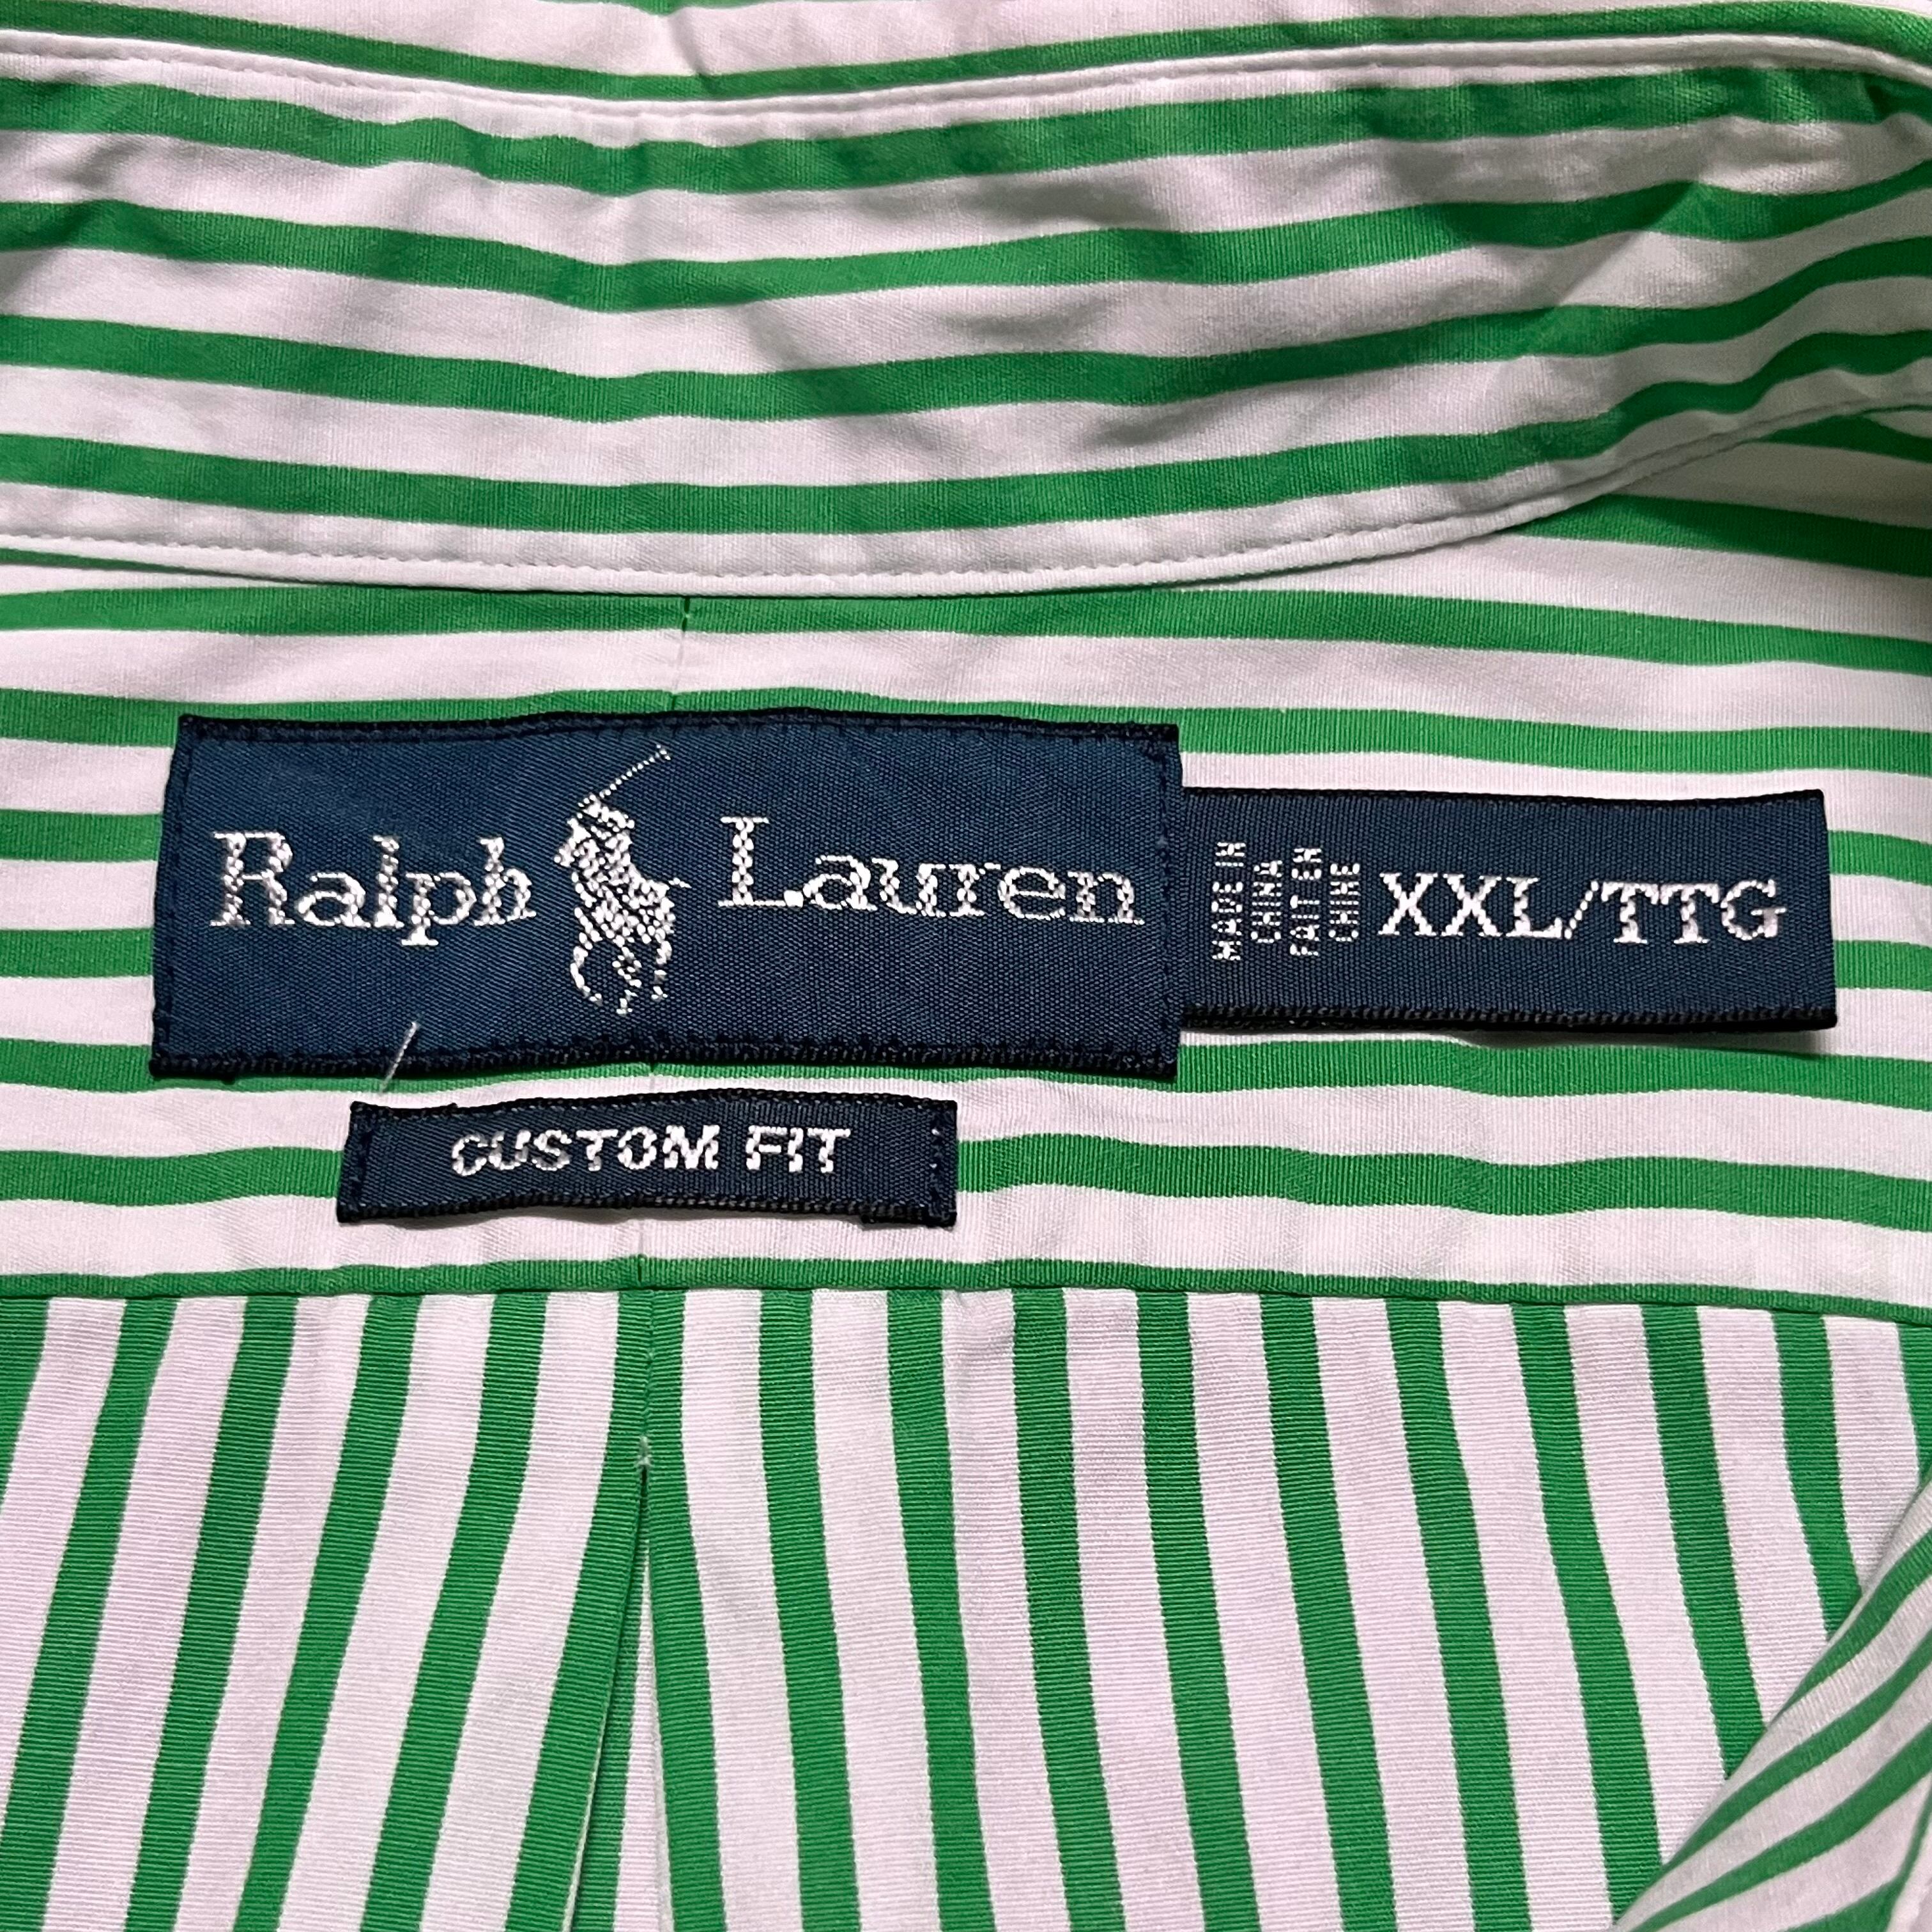 Ralph Lauren
MADE IN
CHINA
FAIT EN
CHINE
XXL/TTG
CUSTOM FIT